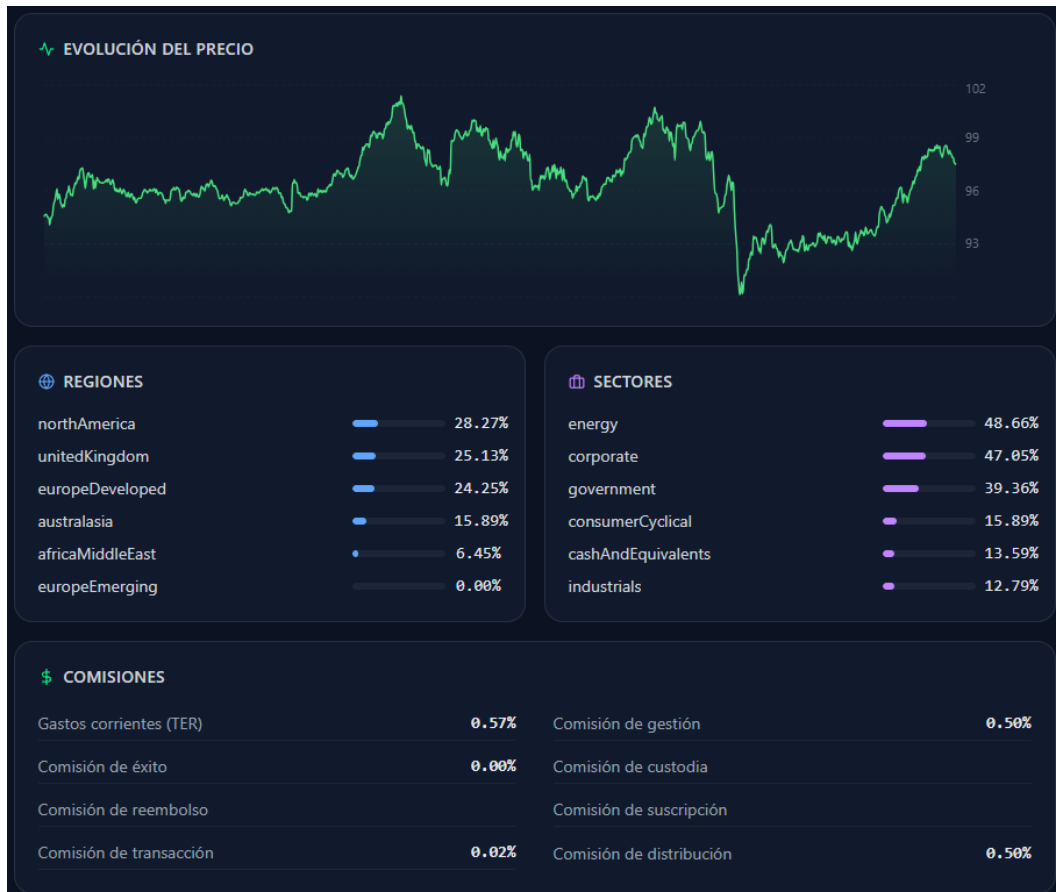 EVOLUCIÓN DEL PRECIO
102
99
96
93
REGIONES
northAmerica 28.27%
unitedKingdom 25.13%
europeDeveloped 24.25%
australasia 15.89%
africaMiddleEast 6.45%
europeEmerging 0.00%
SECTORES
energy 48.66%
corporate 47.05%
government 39.36%
consumerCyclical 15.89%
cashAndEquivalents 13.59%
industrials 12.79%
$ COMISIONES
Gastos corrientes (TER) 0.57%
Comisión de éxito 0.00%
Comisión de reembolso
Comisión de transacción 0.02%
Comisión de gestión 0.50%
Comisión de custodia
Comisión de suscripción
Comisión de distribución 0.50%